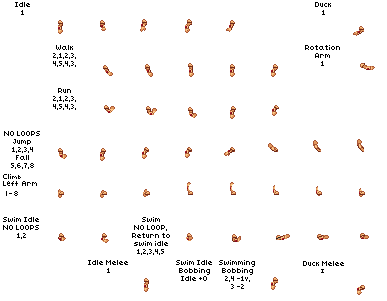 Idle
1
Duck
1
Walk
2,1,2,3,
4,5,4,3,
Rotation
Arm
1
Run
2,1,2,3,
4,5,4,3,
NO LOOPS
Jump
1,2,3,4
Fall
5,6,7,8
Climb
Left Arm
1-8
Swim Idle
NO LOOPS
1,2
Swim
NO LOOP,
Return to
swim idle
1,2,3,4,5
Idle Melee
1
Swim Idle
Bobbing
Idle +0
Swimming
Bobbing
2,4 -1v,
3 -2
Duck Melee
1